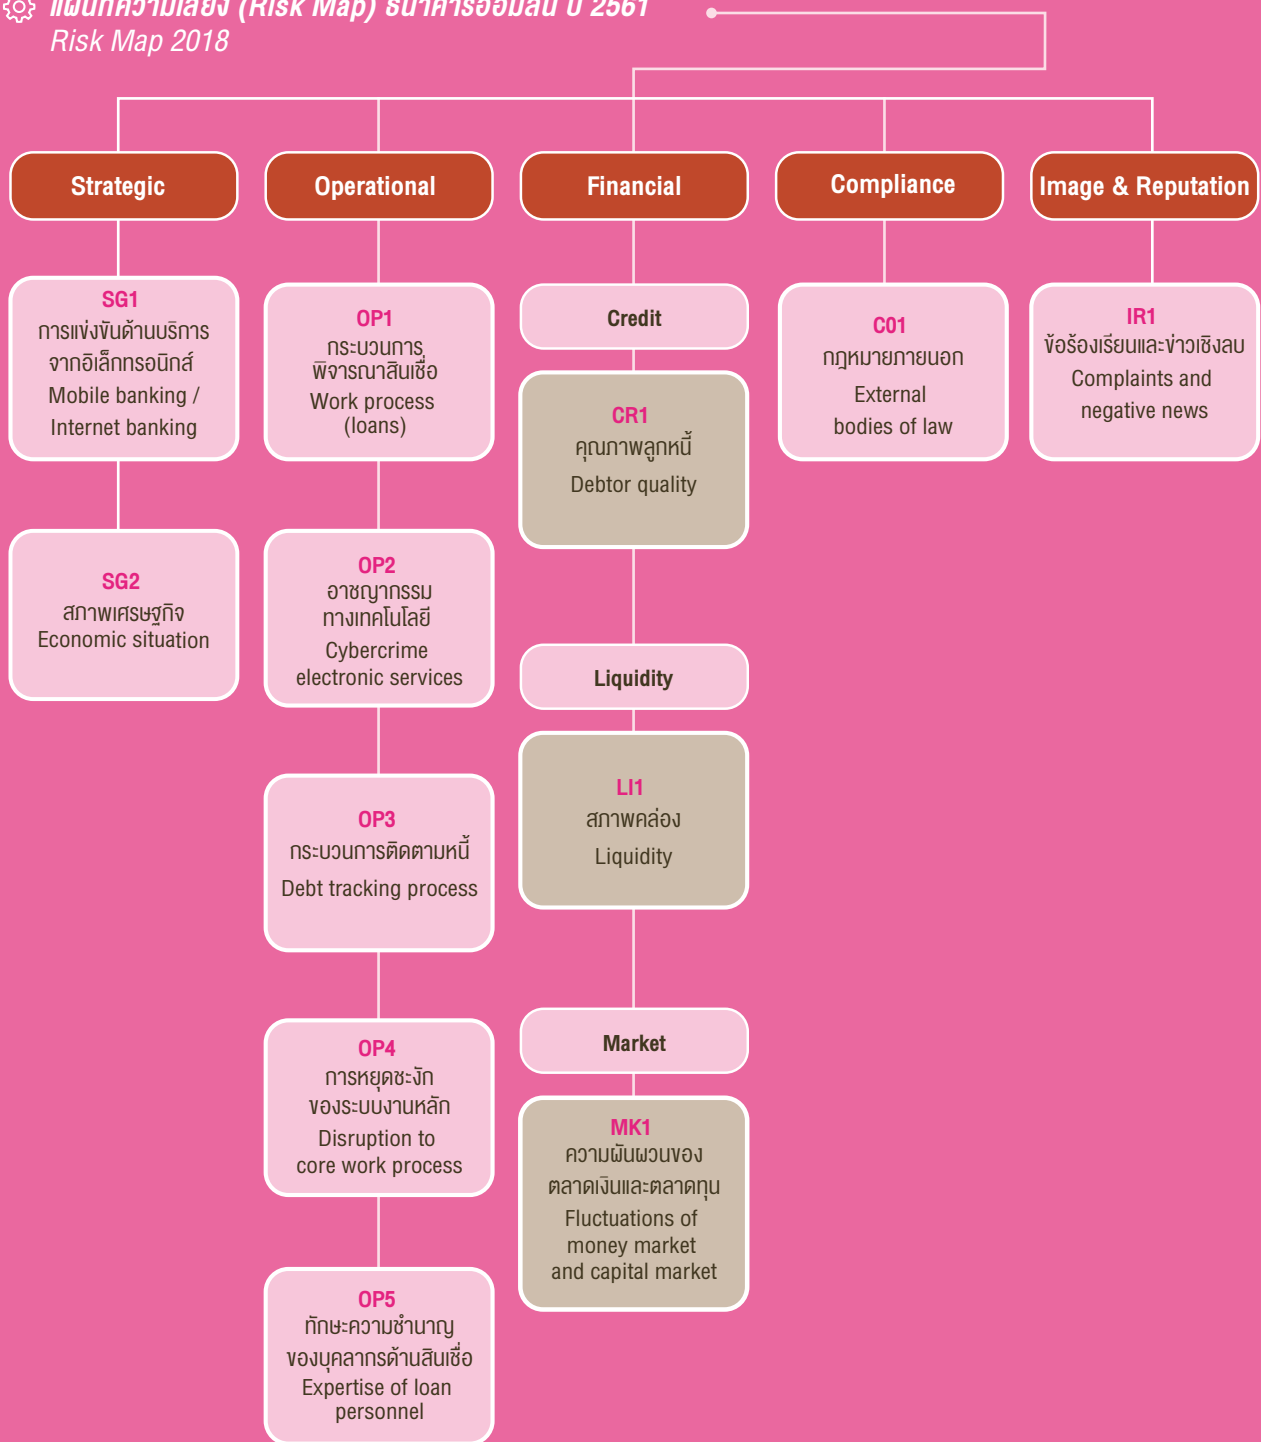 แผนที่ความเสี่ยง (Risk Map) ธนาคารออมสิน ปี 2561
Risk Map 2018
Strategic
Operational
Financial
Compliance
Image & Reputation
SG1
การแข่งขันด้านบริการ
จากอิเล็กทรอนิกส์
Mobile banking /
Internet banking
SG2
สภาพเศรษฐกิจ
Economic situation
OP1
กระบวนการ
พิจารณาสินเชื่อ
Work process
(loans)
OP2
อาชญากรรม
ทางเทคโนโลยี
Cybercrime
electronic services
OP3
กระบวนการติดตามหนี้
Debt tracking process
OP4
การหยุดชะงัก
ของระบบงานหลัก
Disruption to
core work process
OP5
ทักษะความชำนาญ
ของบุคลากรด้านสินเชื่อ
Expertise of loan
personnel
Credit
CR1
คุณภาพลูกหนี้
Debtor quality
Liquidity
LI1
สภาพคล่อง
Liquidity
Market
MK1
ความผันผวนของ
ตลาดเงินและตลาดทุน
Fluctuations of
money market
and capital market
C01
กฎหมายภายนอก
External
bodies of law
IR1
ข้อร้องเรียนและข่าวเชิงลบ
Complaints and
negative news